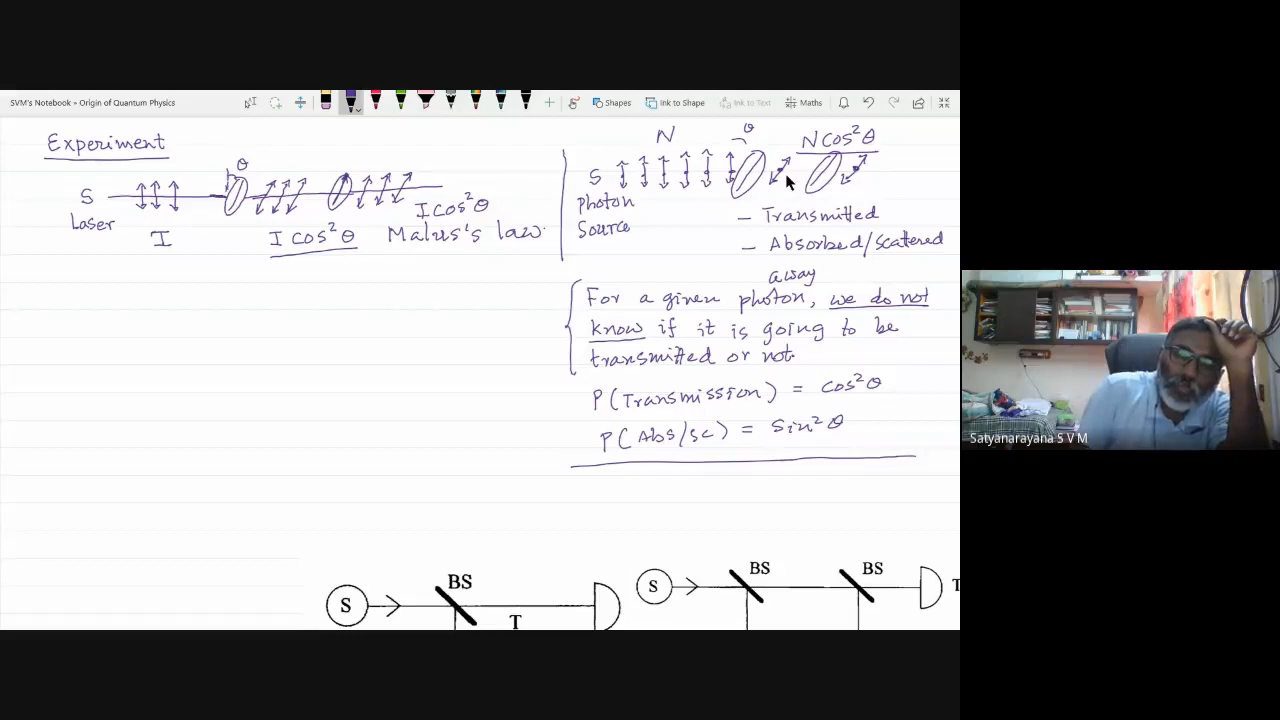 SVM's Notebook » Origin of Quantum Physics
Shapes
Ink to Shape
Ink to Text
Maths
Experiment
θ
S
Laser
I
I Cos²θ
I Cos²θ
Malus's law.
N
θ
N Cos²θ
S
photon
source
- Transmitted
- Absorbed/scatered
away
For a given photon, we do not
know if it is going to be
transmitted or not.
P(Transmission) = cos²θ
P(Abs/sc) = sin²θ
S
BS
T
S
BS
BS
T
Satyanarayana S V M